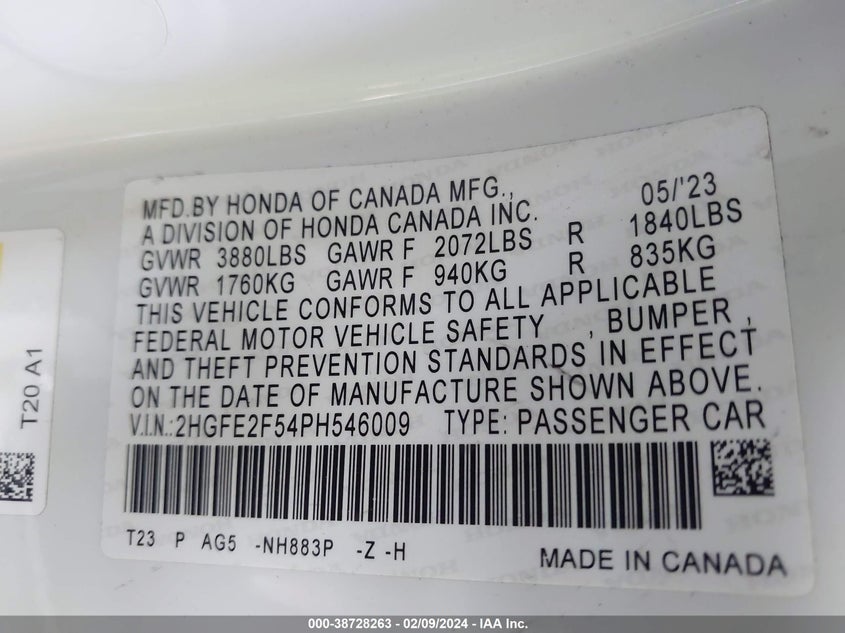 MFD.BY HONDA OF CANADA MFG., 05/'23
A DIVISION OF HONDA CANADA INC.
GVWR 3880LBS GAWR F 2072LBS R 1840LBS
GVWR 1760KG GAWR F 940KG R 835KG
THIS VEHICLE CONFORMS TO ALL APPLICABLE
FEDERAL MOTOR VEHICLE SAFETY , BUMPER ,
AND THEFT PREVENTION STANDARDS IN EFFECT
ON THE DATE OF MANUFACTURE SHOWN ABOVE.
V.I.N.:2HGFE2F54PH546009 TYPE: PASSENGER CAR
T23 P AG5 -NH883P -Z -H
MADE IN CANADA
T20 A1
000-38728263 - 02/09/2024 - IAA Inc.